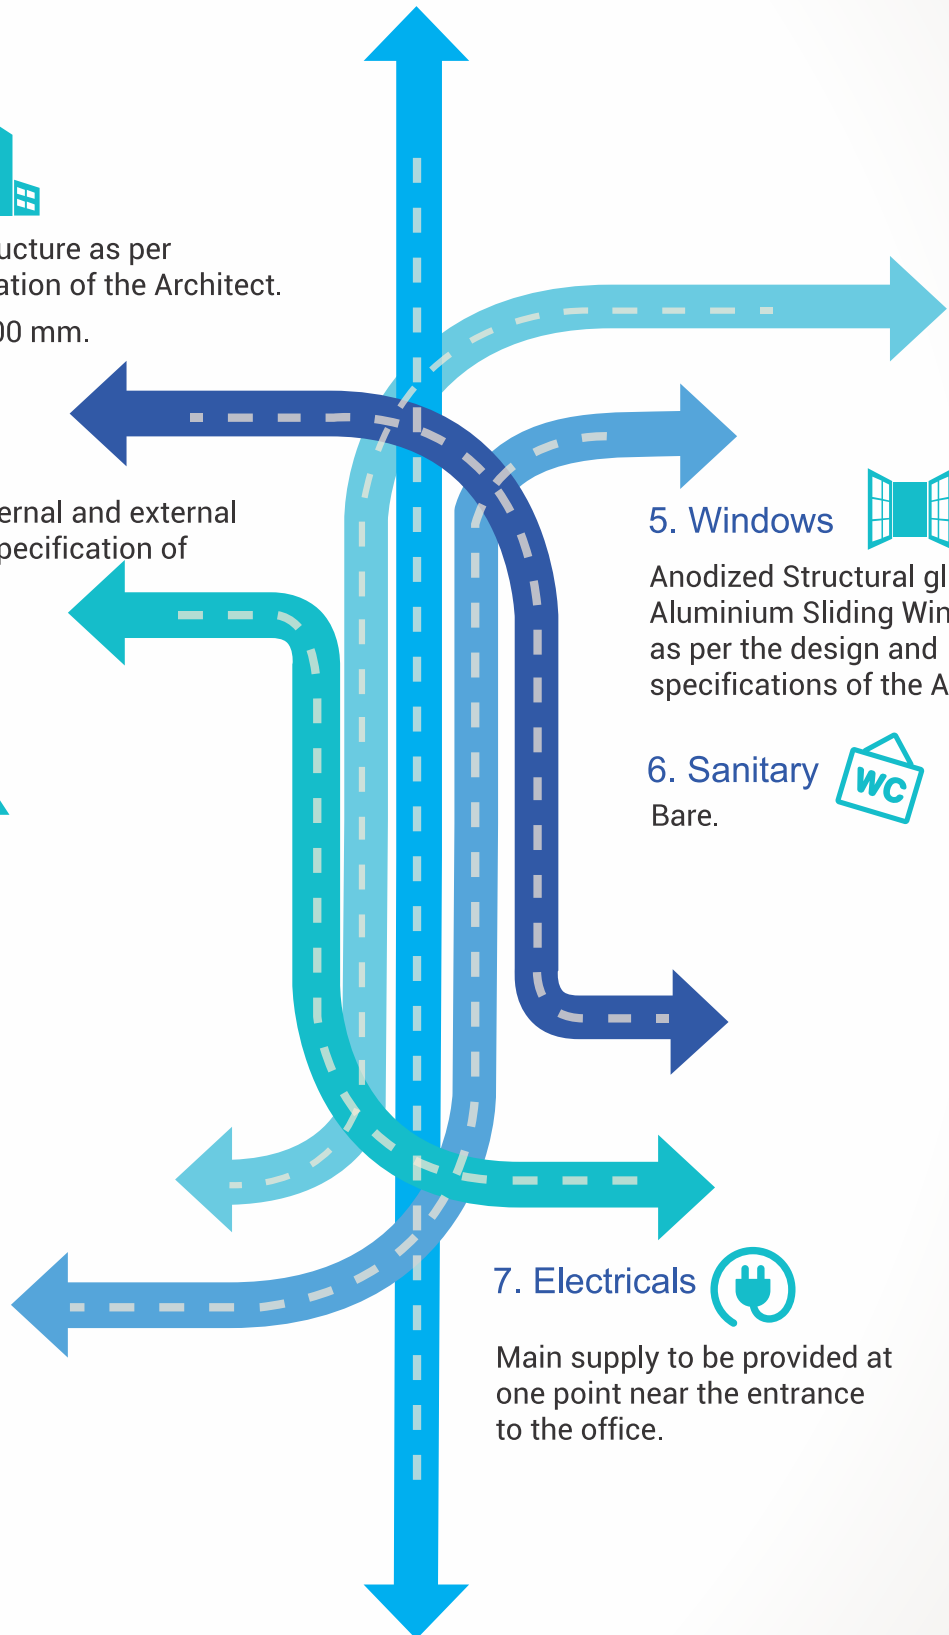 ucture as per
ation of the Architect.
00 mm.
ernal and external
pecification of
5. Windows
Anodized Structural gl
Aluminium Sliding Win
as per the design and
specifications of the A
6. Sanitary
WC
Bare.
7. Electricals
Main supply to be provided at
one point near the entrance
to the office.